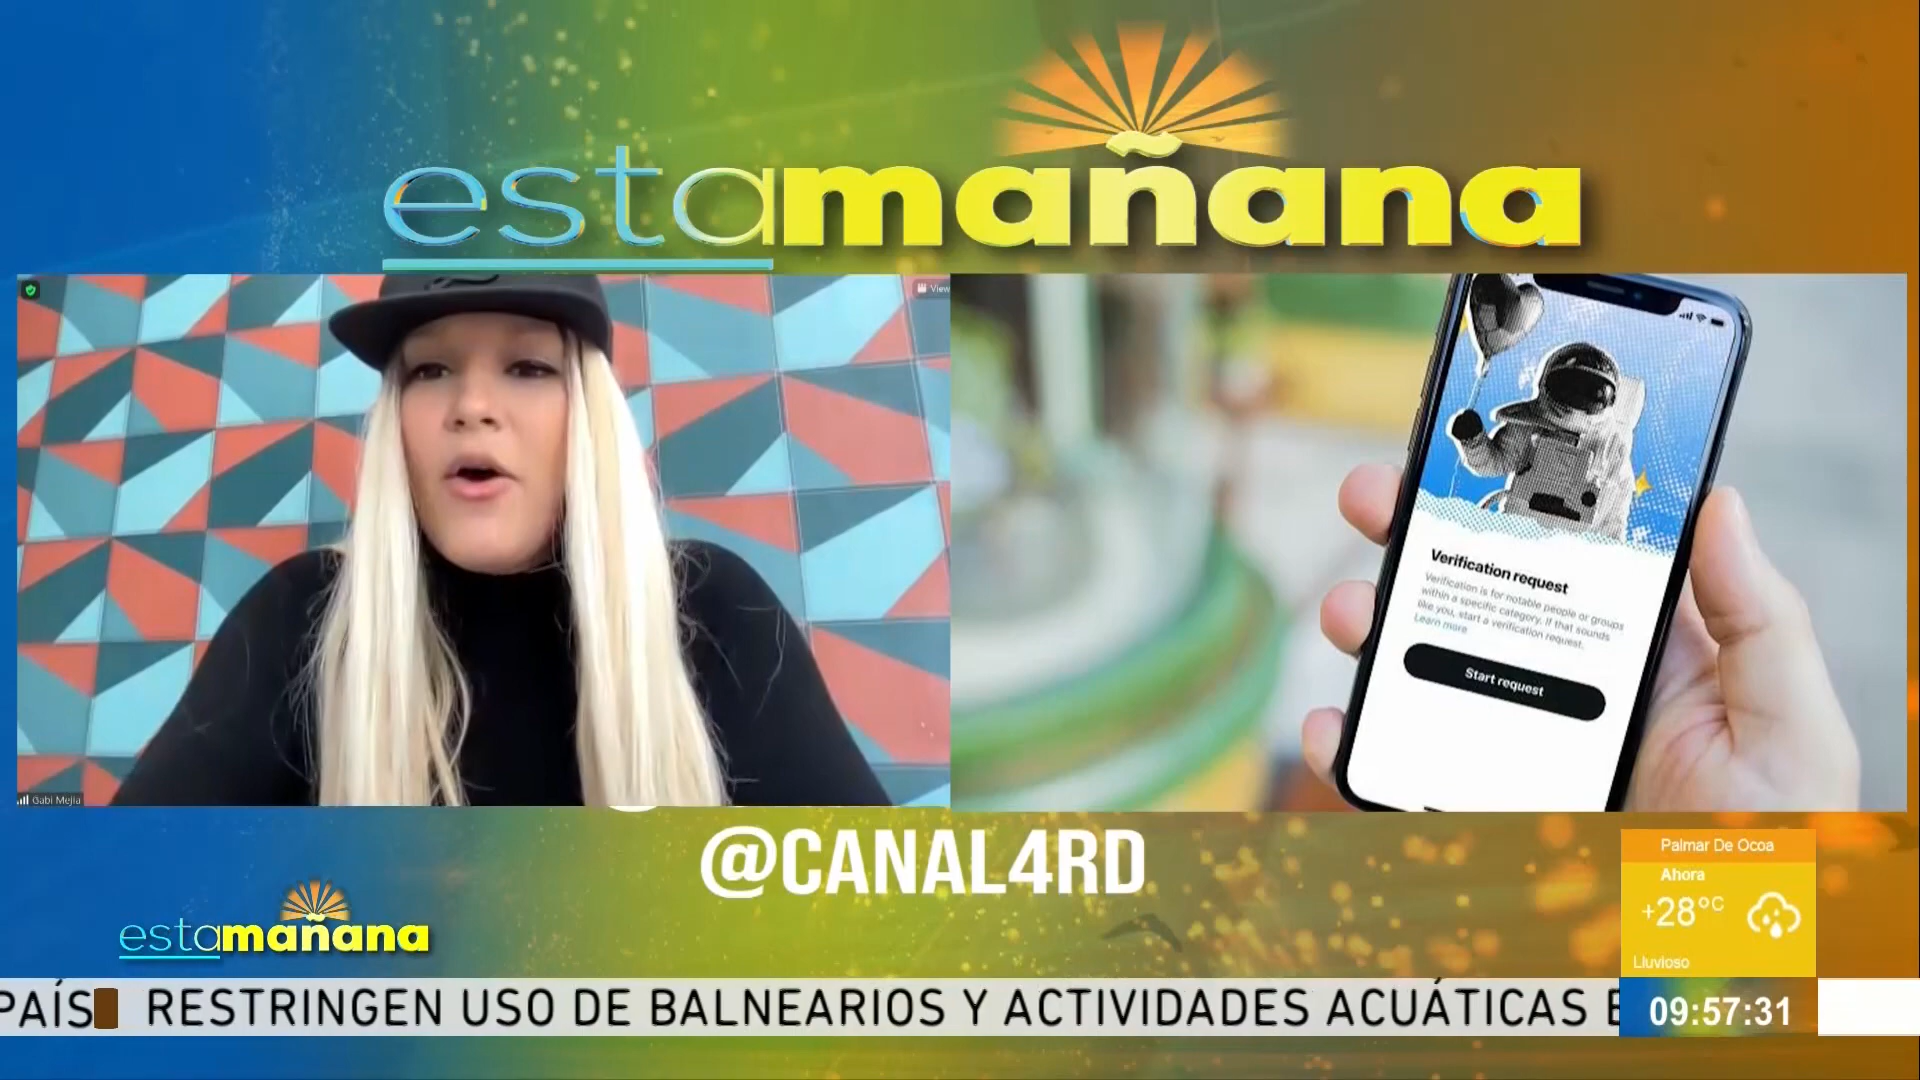 estamañana
View
Gabi Mejía
Verification request
Verification is for notable people or groups
within a specific category. If that sounds
like you, start a verification request.
Learn more
Start request
@CANAL4RD
estamañana
Palmar De Ocoa
Ahora
+28°C
Lluvioso
PAÍS RESTRINGEN USO DE BALNEARIOS Y ACTIVIDADES ACUÁTICAS E
09:57:31